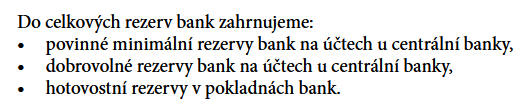 Do celkových rezerv bank zahrnujeme:
• povinné minimální rezervy bank na účtech u centrální banky,
• dobrovolné rezervy bank na účtech u centrální banky,
• hotovostní rezervy v pokladnách bank.